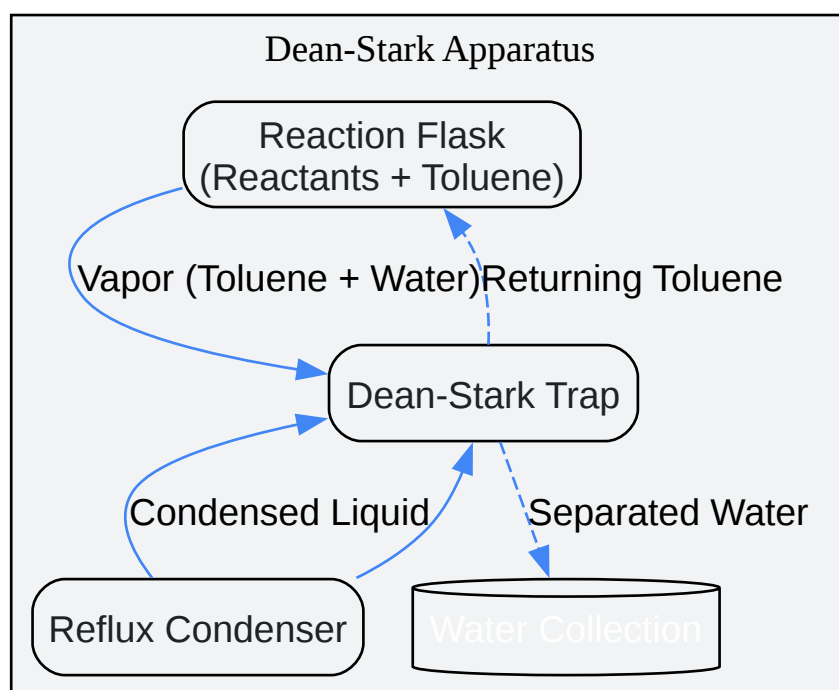 Dean-Stark Apparatus
Reaction Flask
(Reactants + Toluene)
Vapor (Toluene + Water)
Returning Toluene
Dean-Stark Trap
Condensed Liquid
Separated Water
Reflux Condenser
Water Collection